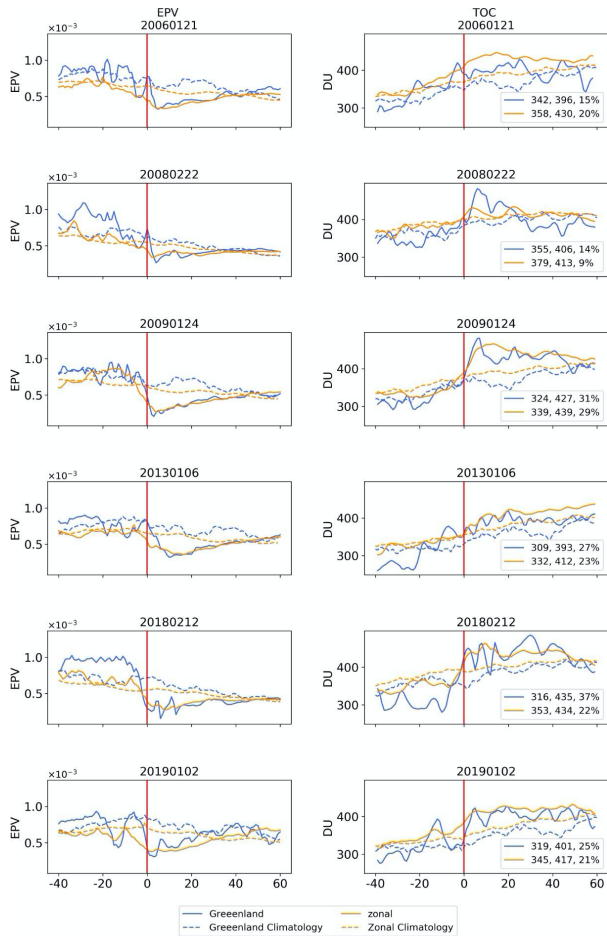 EPV
20060121
×10⁻³
EPV
1.0
0.5
TOC
20060121
DU
400
300
342, 396, 15%
358, 430, 20%
20080222
×10⁻³
EPV
1.0
0.5
20080222
DU
400
300
355, 406, 14%
379, 413, 9%
20090124
×10⁻³
EPV
1.0
0.5
20090124
DU
400
300
324, 427, 31%
339, 439, 29%
20130106
×10⁻³
EPV
1.0
0.5
20130106
DU
400
300
309, 393, 27%
332, 412, 23%
20180212
×10⁻³
EPV
1.0
0.5
20180212
DU
400
300
316, 435, 37%
353, 434, 22%
20190102
×10⁻³
EPV
1.0
0.5
-40 -20 0 20 40 60
20190102
DU
400
300
319, 401, 25%
345, 417, 21%
-40 -20 0 20 40 60
Greeenland zonal
Greeenland Climatology Zonal Climatology